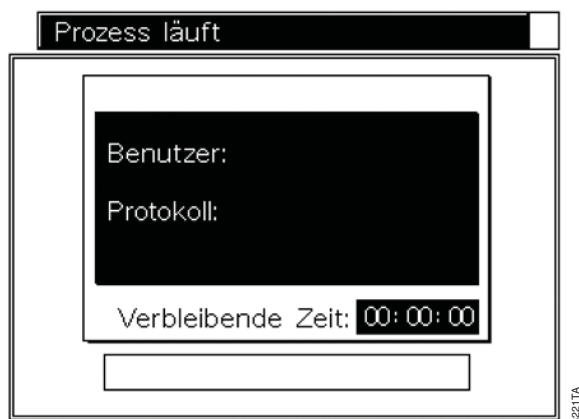 Prozess läuft
Benutzer:
Protokoll:
Verbleibende Zeit: 00:00:00
221TA